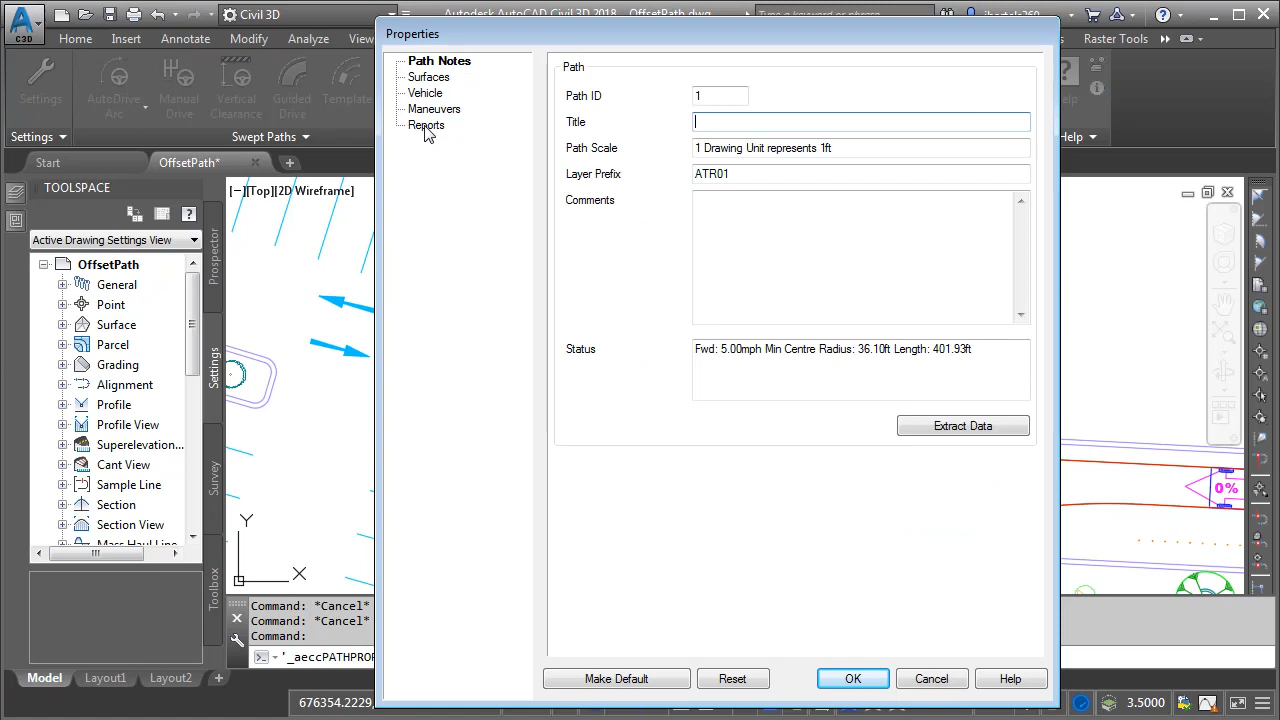 Civil 3D
Autodesk AutoCAD Civil 3D 2018 OffsetPath.dwg
C3D
Home Insert Annotate Modify Analyze Raster Tools
Settings
AutoDrive
Arc
Manual
Drive
Vertical
Clearance
Guided
Drive
Template
Settings
Swept Paths
Start
OffsetPath*
TOOLSPACE
Active Drawing Settings View
OffsetPath
General
Point
Surface
Parcel
Grading
Alignment
Profile
Profile View
Superelevation...
Cant View
Sample Line
Section
Section View
Mass Haul Line
Prospector
Settings
Survey
Toolbox
[−][Top][2D Wireframe]
Y
X
0%
Properties
Path Notes
Surfaces
Vehicle
Maneuvers
Reports
Path
Path ID 1
Title
Path Scale 1 Drawing Unit represents 1ft
Layer Prefix ATR01
Comments
Status Fwd: 5.00mph Min Centre Radius: 36.10ft Length: 401.93ft
Extract Data
Make Default Reset OK Cancel Help
Command: *Cancel*
Command: *Cancel*
Command:
Model Layout1 Layout2 +
676354.2229,
3.5000